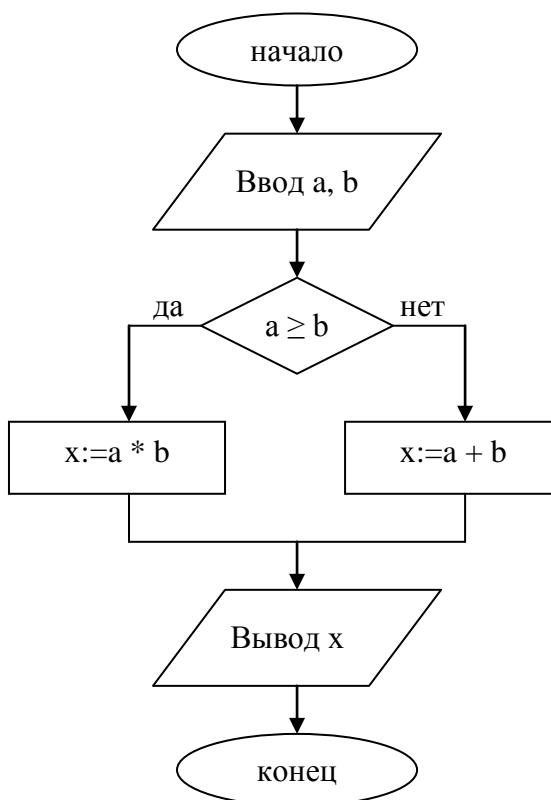 начало
Ввод a, b
да
нет
a ≥ b
x:=a * b
x:=a + b
Вывод x
конец